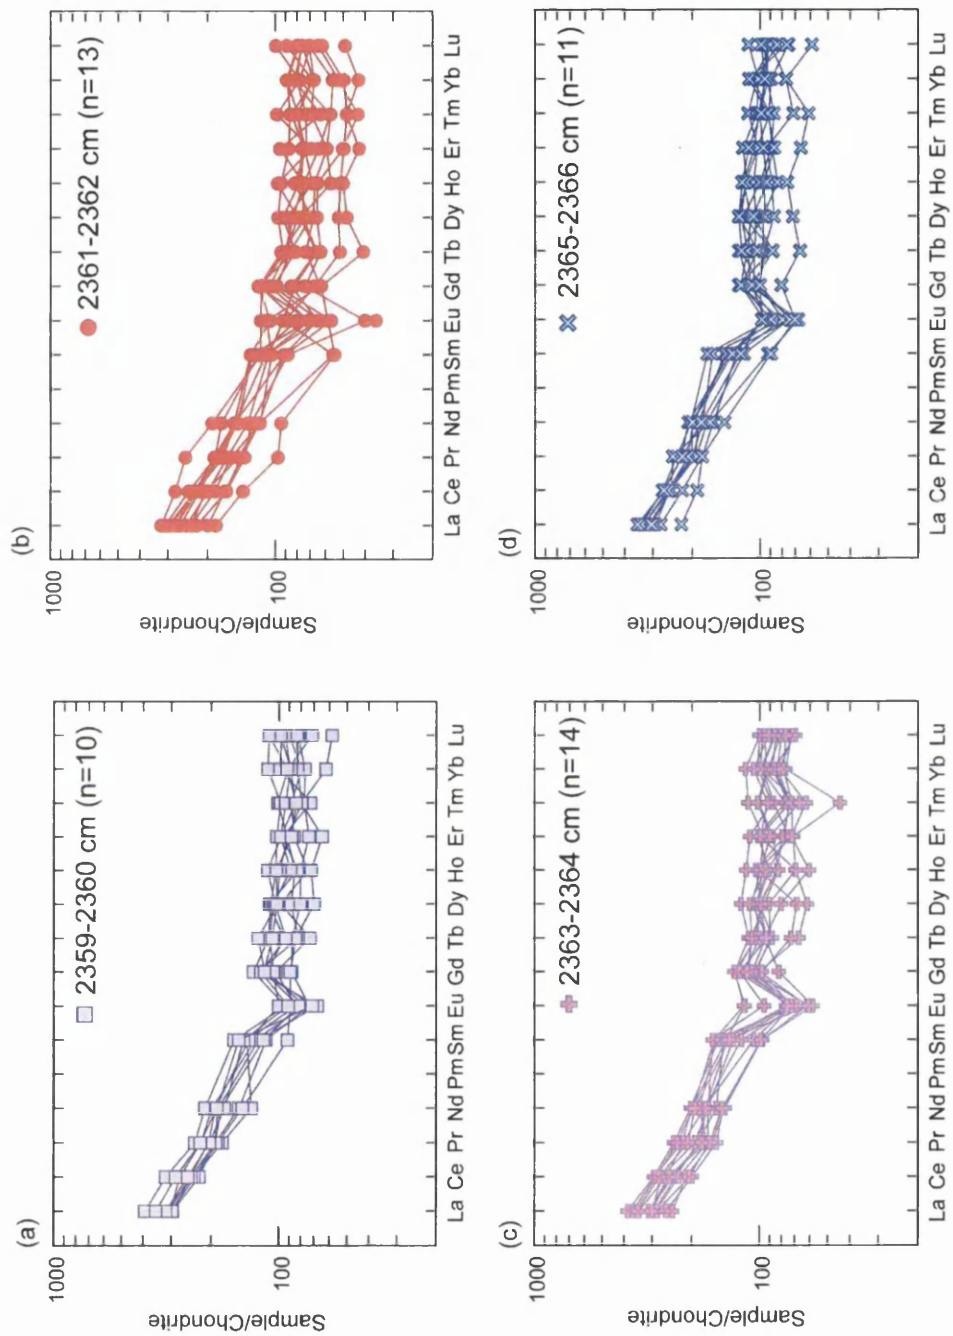 (a)
2359-2360 cm (n=10)
1000
100
Sample/Chondrite
La Ce Pr Nd Pm Sm Eu Gd Tb Dy Ho Er Tm Yb Lu
(b)
2361-2362 cm (n=13)
1000
100
Sample/Chondrite
La Ce Pr Nd Pm Sm Eu Gd Tb Dy Ho Er Tm Yb Lu
(c)
2363-2364 cm (n=14)
1000
100
Sample/Chondrite
La Ce Pr Nd Pm Sm Eu Gd Tb Dy Ho Er Tm Yb Lu
(d)
2365-2366 cm (n=11)
1000
100
Sample/Chondrite
La Ce Pr Nd Pm Sm Eu Gd Tb Dy Ho Er Tm Yb Lu